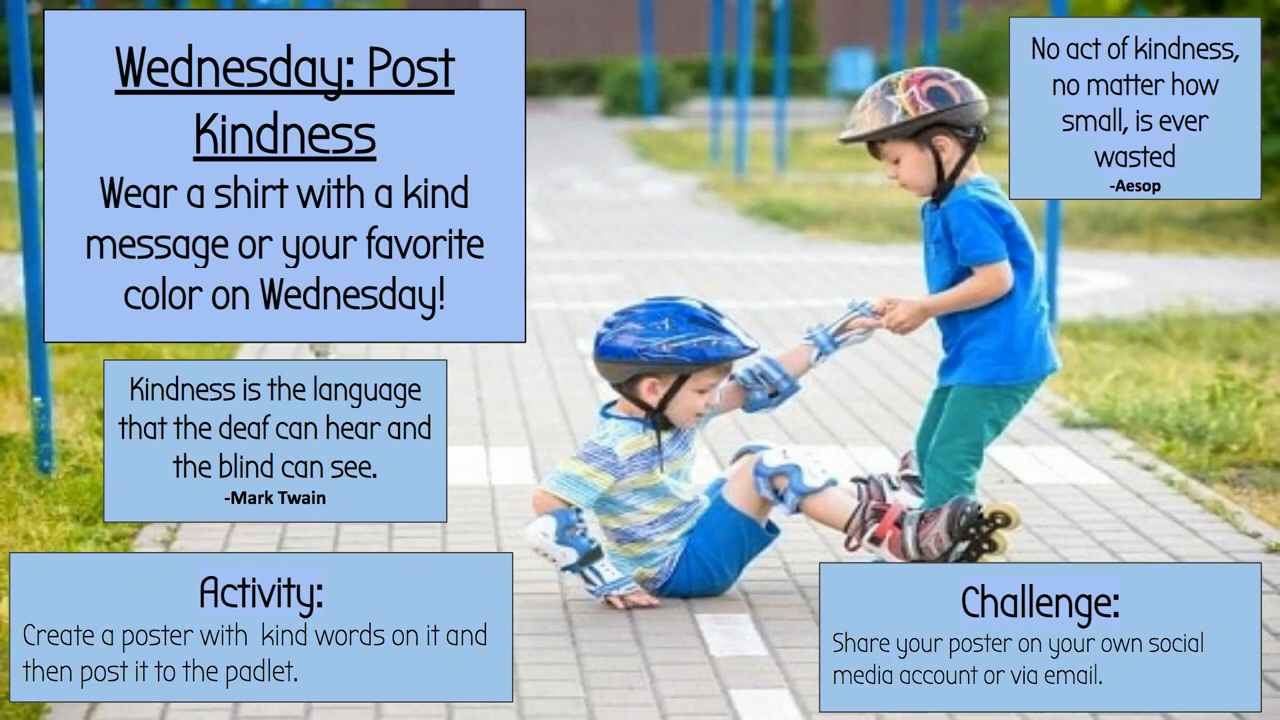 Wednesday: Post
Kindness
Wear a shirt with a kind
message or your favorite
color on Wednesday!
No act of kindness,
no matter how
small, is ever
wasted
-Aesop
Kindness is the language
that the deaf can hear and
the blind can see.
-Mark Twain
Activity:
Create a poster with kind words on it and
then post it to the padlet.
Challenge:
Share your poster on your own social
media account or via email.